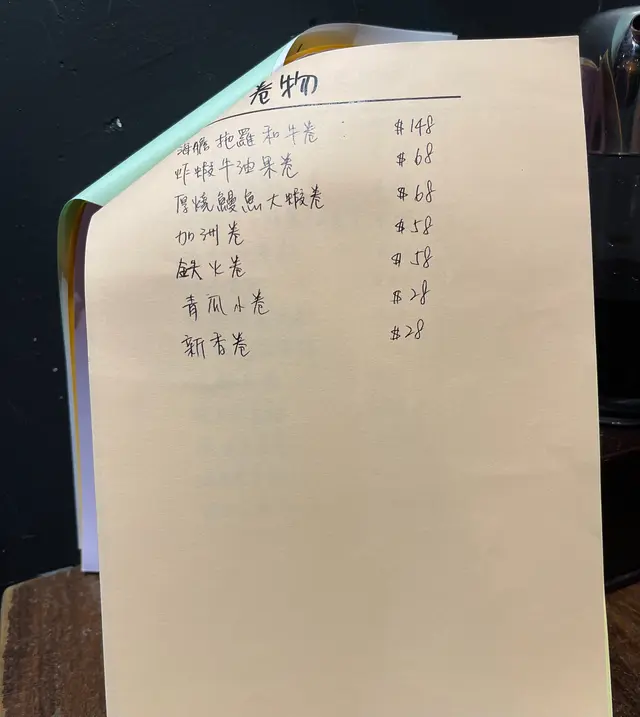 卷物
海膽拖羅和牛卷 : $148
炸蝦牛油果卷 $68
厚燒鰻魚大蝦卷 $68
加洲卷 $58
鉄火卷 $58
青瓜小卷 $28
新香卷 $28